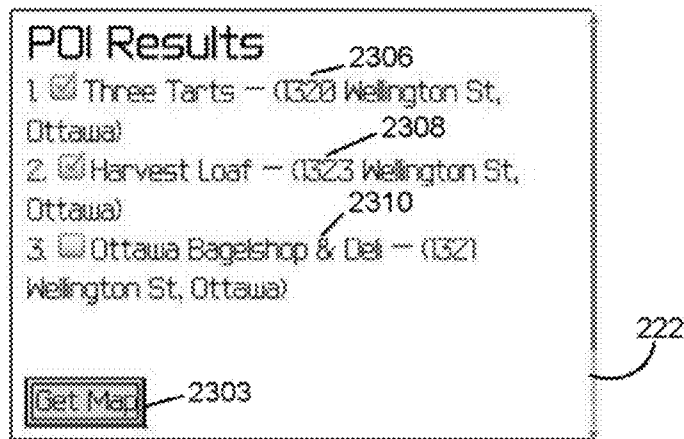 POI Results
2306
1. Three Tarts – (1320 Wellington St,
Ottawa)
2308
2. Harvest Loaf – (1323 Wellington St,
Ottawa)
2310
3. Ottawa Bagelshop & Deli – (1321
Wellington St, Ottawa)
222
Get Map
2303